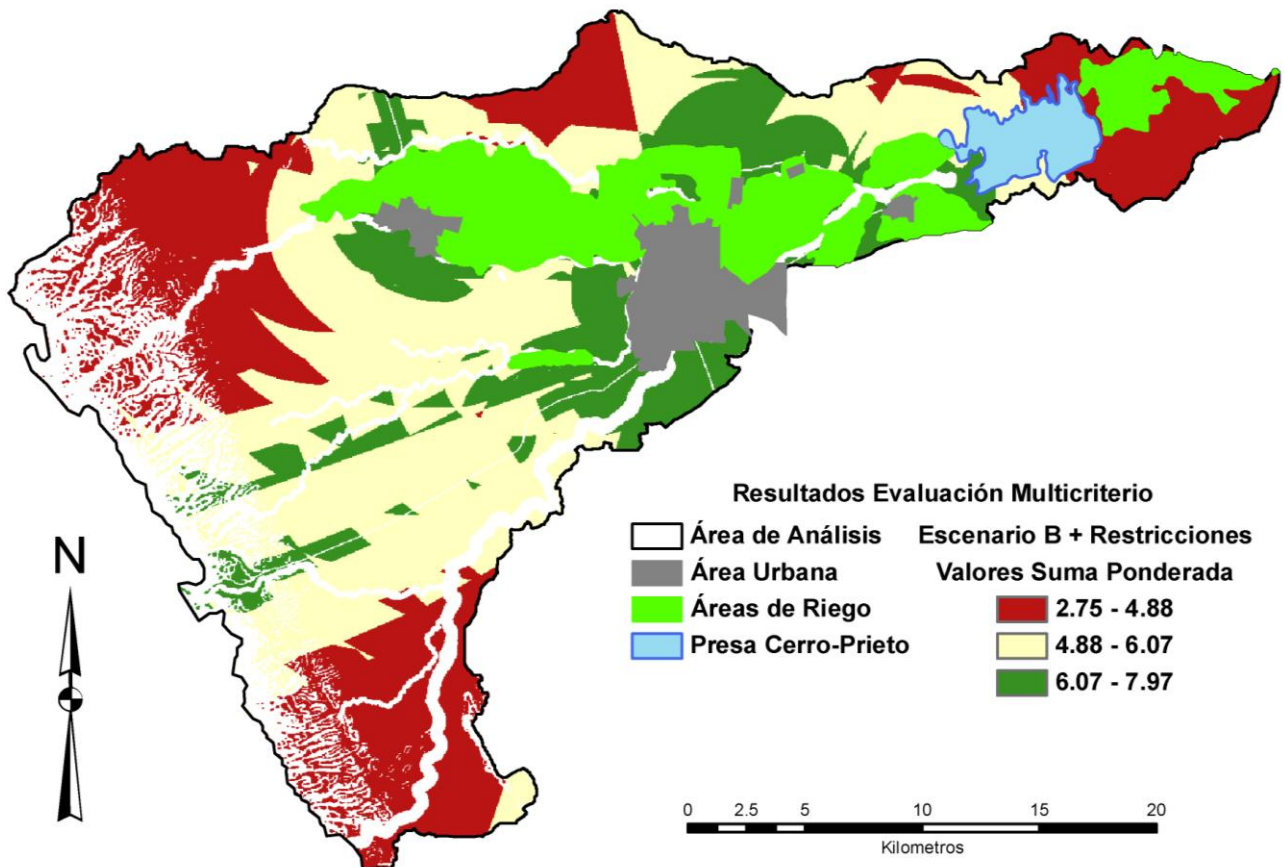 Resultados Evaluación Multicriterio
Área de Análisis
Área Urbana
Áreas de Riego
Presa Cerro-Prieto
Escenario B + Restricciones
Valores Suma Ponderada
2.75 - 4.88
4.88 - 6.07
6.07 - 7.97
N
0 2.5 5 10 15 20
Kilometros